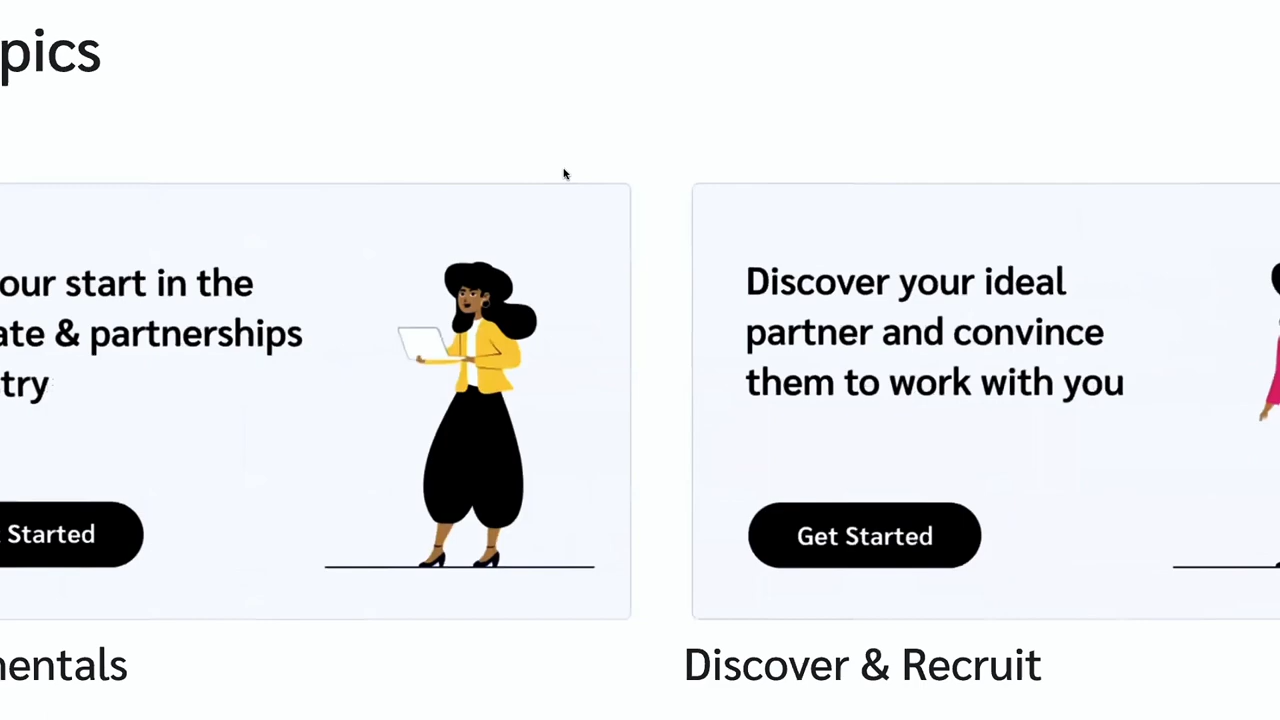 pics
our start in the
ate & partnerships
try
Started
nentals
Discover your ideal
partner and convince
them to work with you
Get Started
Discover & Recruit